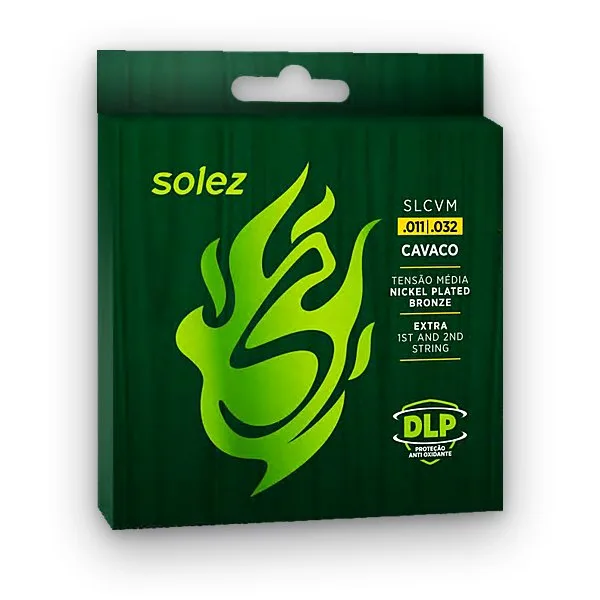 solez
SLCVM
.011|.032
CAVACO
TENSÃO MÉDIA
NICKEL PLATED
BRONZE
EXTRA
1ST AND 2ND
STRING
DLP
PROTEÇÃO
ANTI OXIDANTE